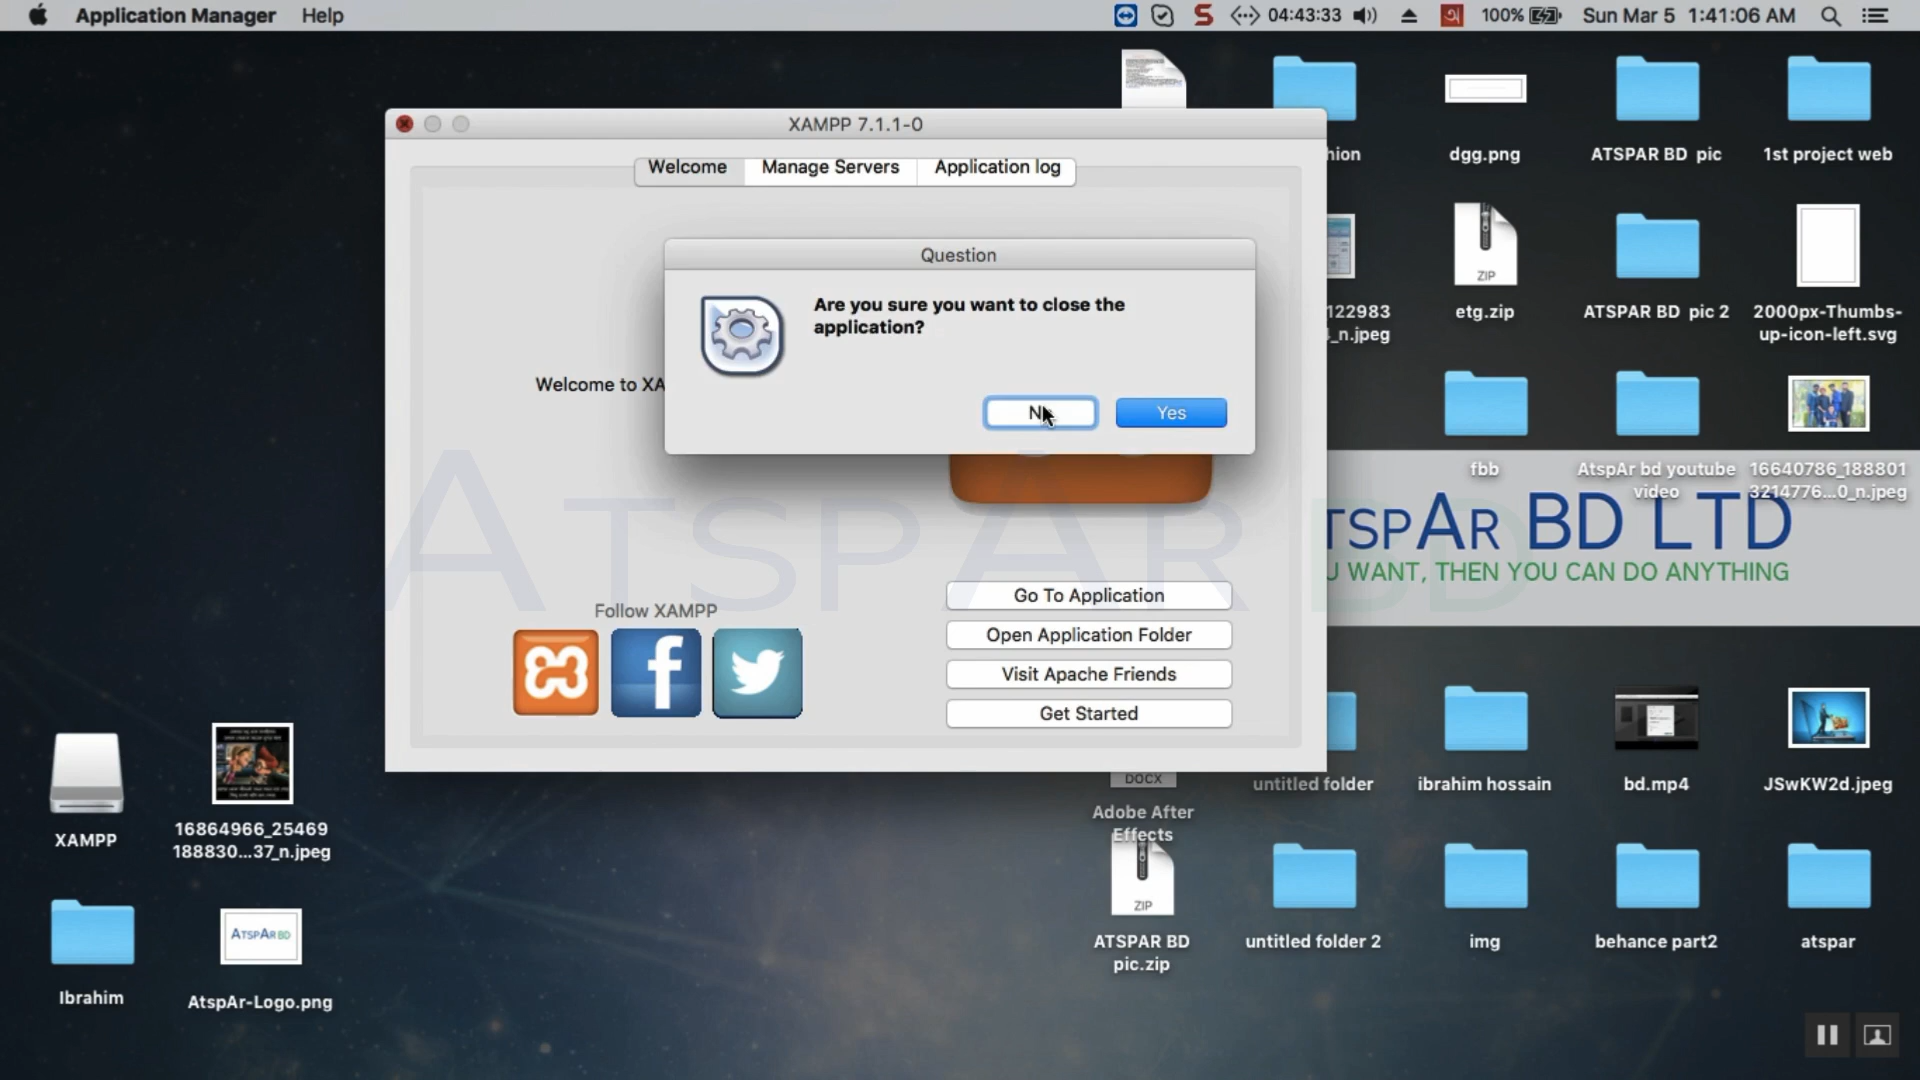 Application Manager Help
04:43:33 100% Sun Mar 5 1:41:06 AM
XAMPP 7.1.1-0
Welcome Manage Servers Application log
Question
Are you sure you want to close the
application?
Yes
Welcome to XA
Follow XAMPP
Go To Application
Open Application Folder
Visit Apache Friends
Get Started
ATSPAR BD
hion
dgg.png
ATSPAR BD pic
1st project web
122983
_n.jpeg
ZIP
etg.zip
ATSPAR BD pic 2
2000px-Thumbs-
up-icon-left.svg
fbb
AtspAr bd youtube
video
16640786_188801
3214776...0_n.jpeg
TSPAR BD LTD
U WANT, THEN YOU CAN DO ANYTHING
XAMPP
16864966_25469
188830...37_n.jpeg
DOCX
Adobe After
Effects
untitled folder
ibrahim hossain
bd.mp4
JSwKW2d.jpeg
Ibrahim
ATSPAR BD
AtspAr-Logo.png
ZIP
ATSPAR BD
pic.zip
untitled folder 2
img
behance part2
atspar